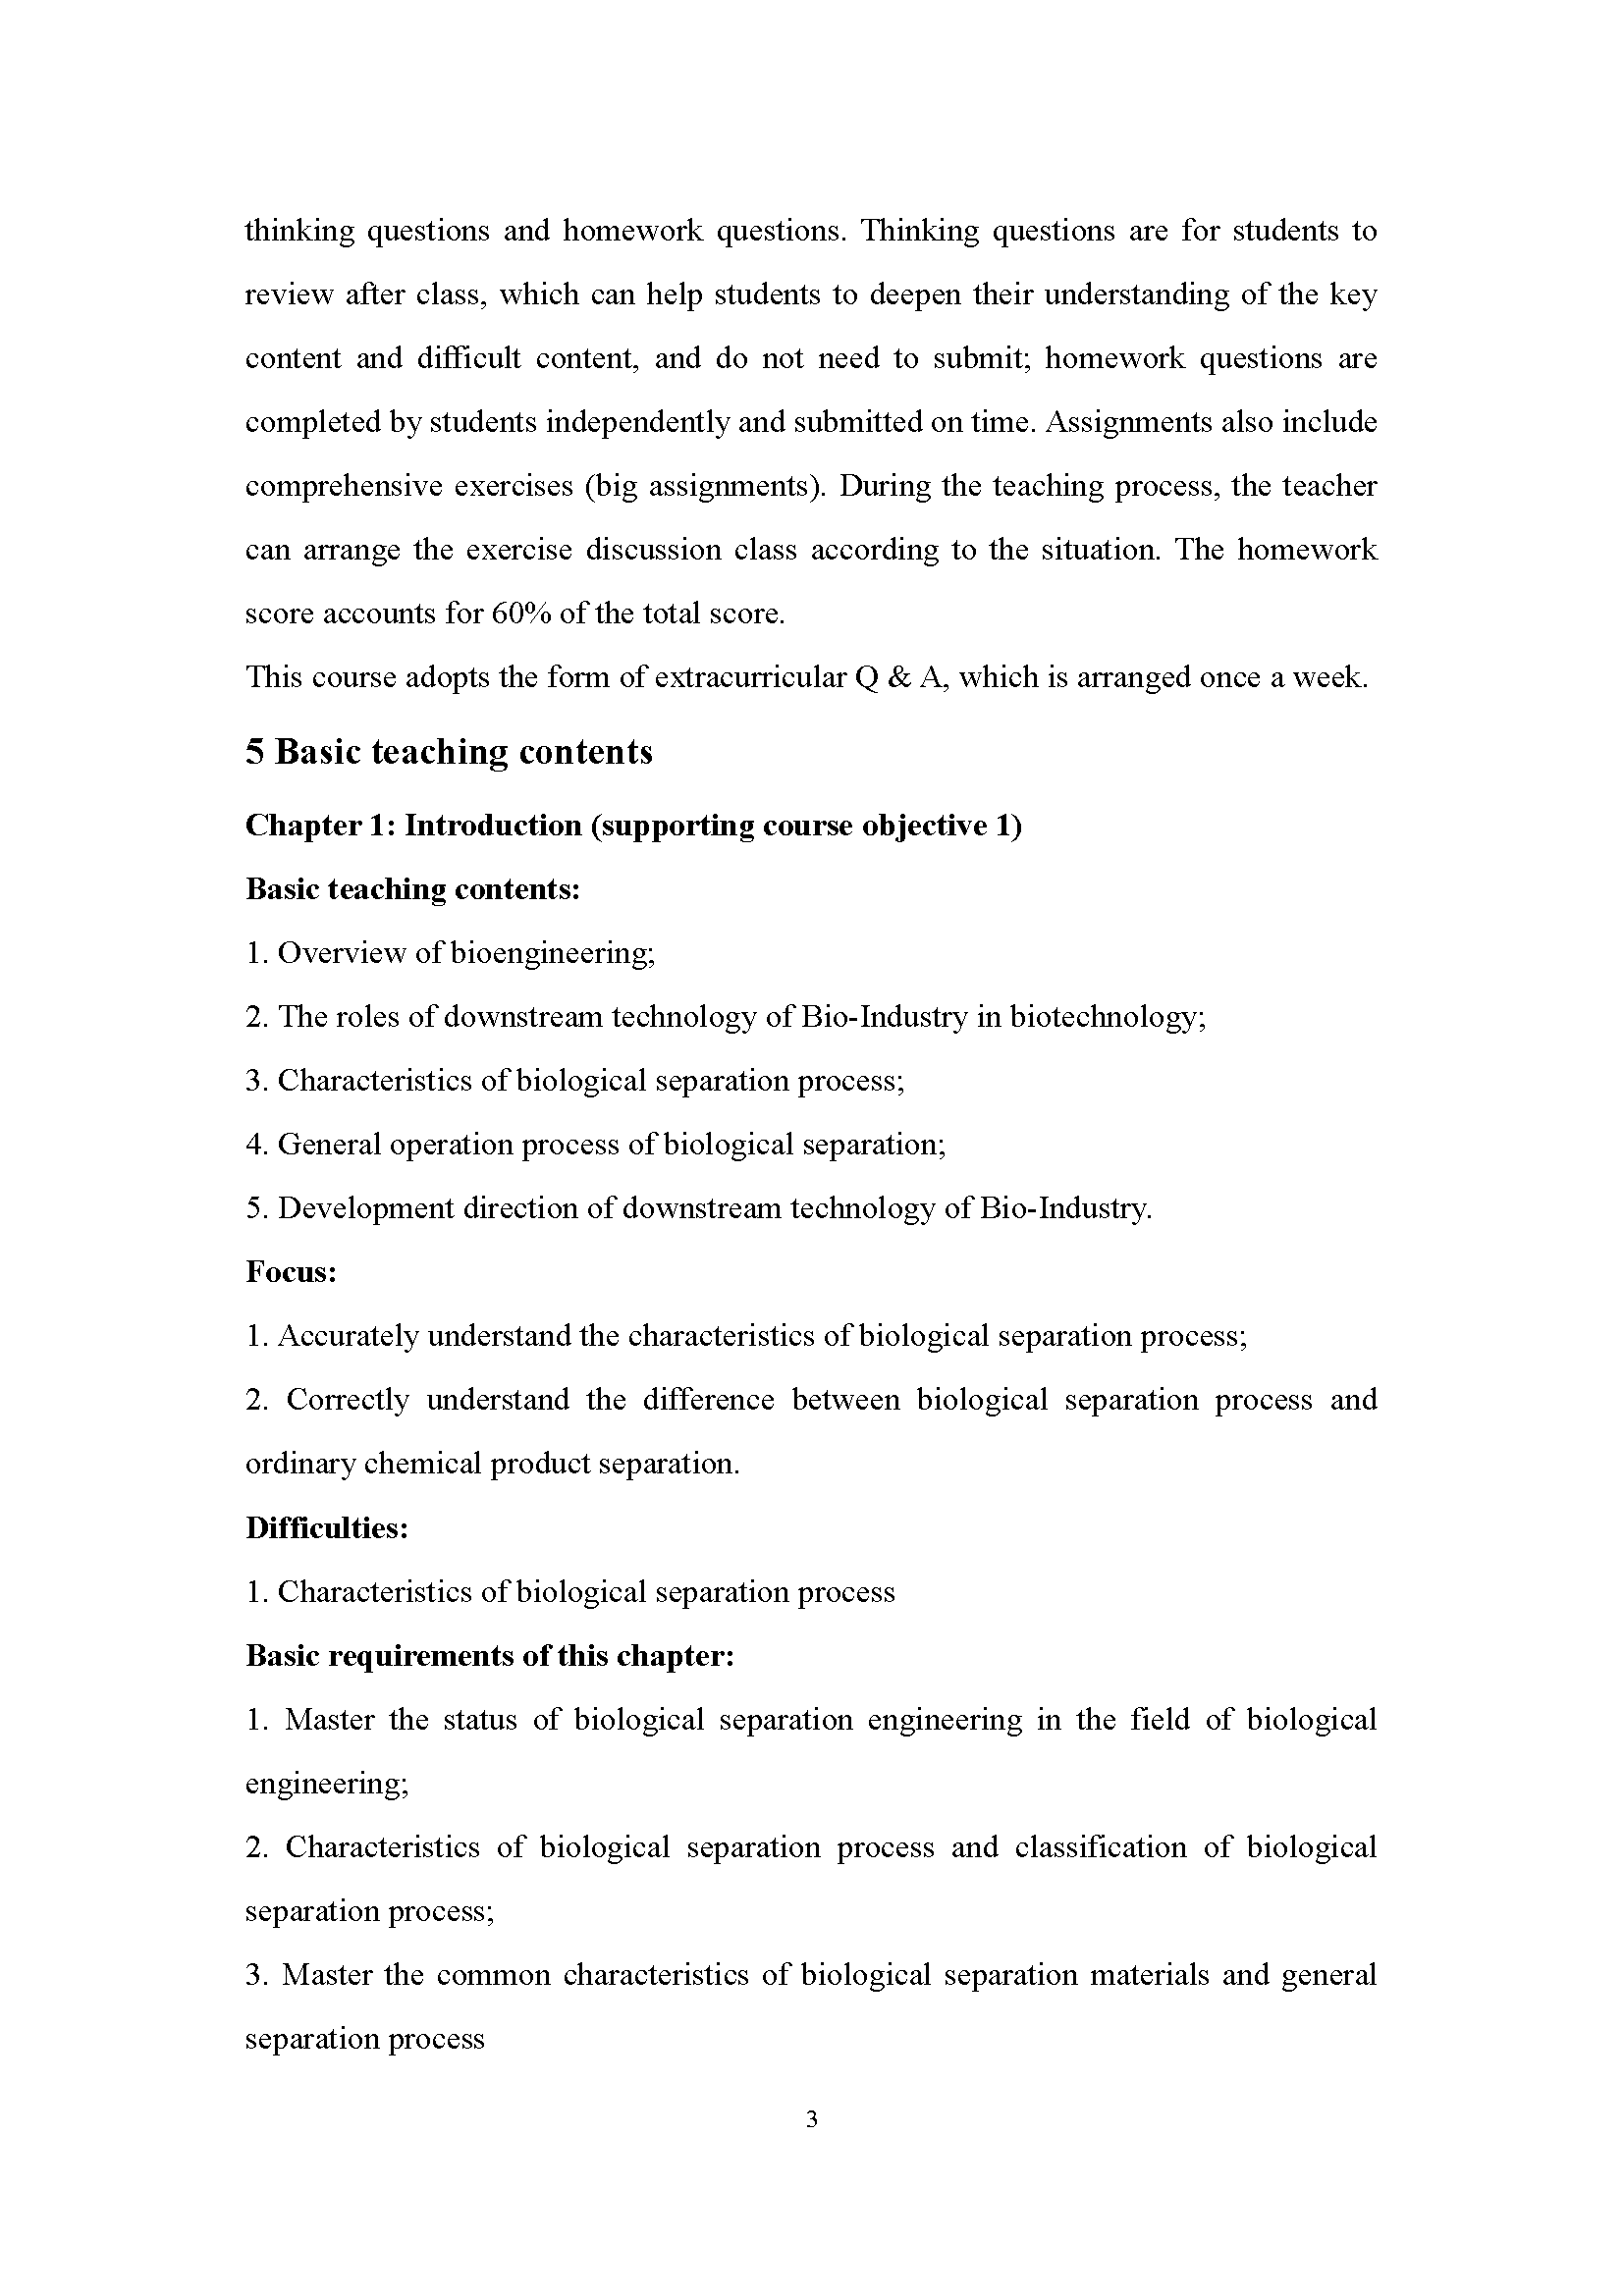 thinking questions and homework questions. Thinking questions are for students to
review after class, which can help students to deepen their understanding of the key
content and difficult content, and do not need to submit; homework questions are
completed by students independently and submitted on time. Assignments also include
comprehensive exercises (big assignments). During the teaching process, the teacher
can arrange the exercise discussion class according to the situation. The homework
score accounts for 60% of the total score.
This course adopts the form of extracurricular Q & A, which is arranged once a week.
5 Basic teaching contents
Chapter 1: Introduction (supporting course objective 1)
Basic teaching contents:
1. Overview of bioengineering;
2. The roles of downstream technology of Bio-Industry in biotechnology;
3. Characteristics of biological separation process;
4. General operation process of biological separation;
5. Development direction of downstream technology of Bio-Industry.
Focus:
1. Accurately understand the characteristics of biological separation process;
2. Correctly understand the difference between biological separation process and
ordinary chemical product separation.
Difficulties:
1. Characteristics of biological separation process
Basic requirements of this chapter:
1. Master the status of biological separation engineering in the field of biological
engineering;
2. Characteristics of biological separation process and classification of biological
separation process;
3. Master the common characteristics of biological separation materials and general
separation process
3